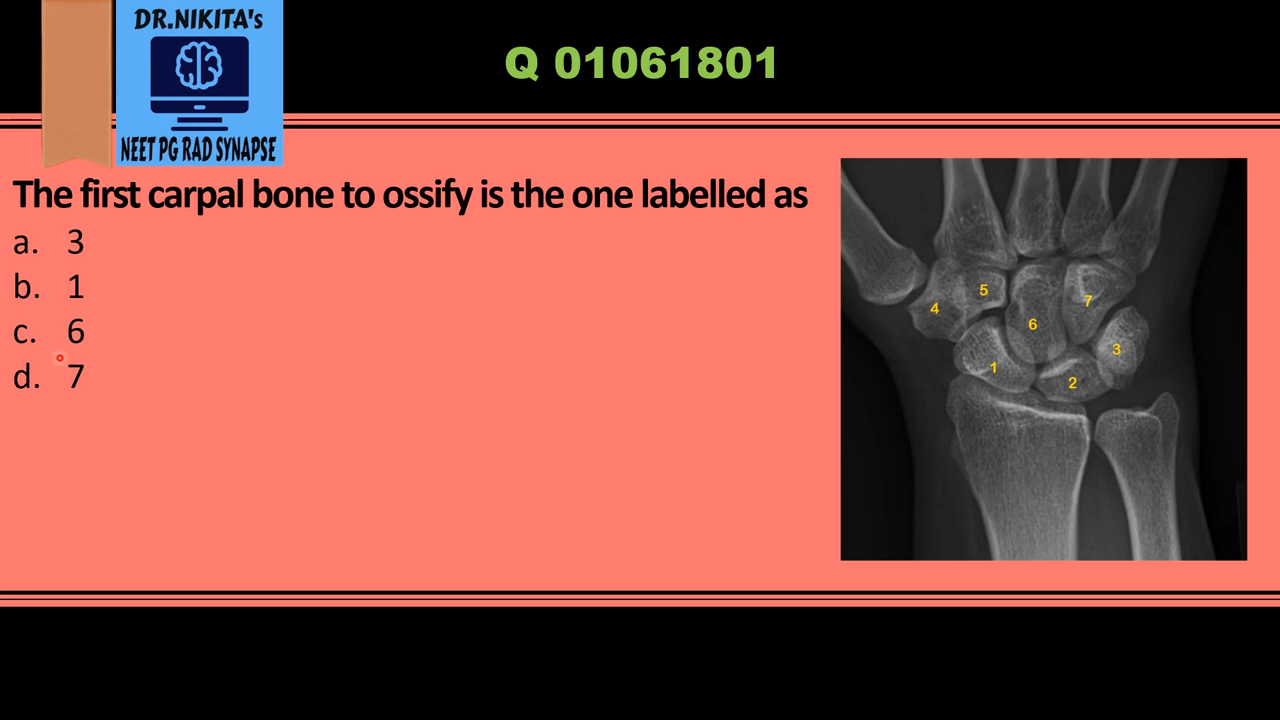 DR.NIKITA's
NEET PG RAD SYNAPSE
Q 01061801
The first carpal bone to ossify is the one labelled as
a. 3
b. 1
c. 6
d. 7
5
4
7
6
3
1
2